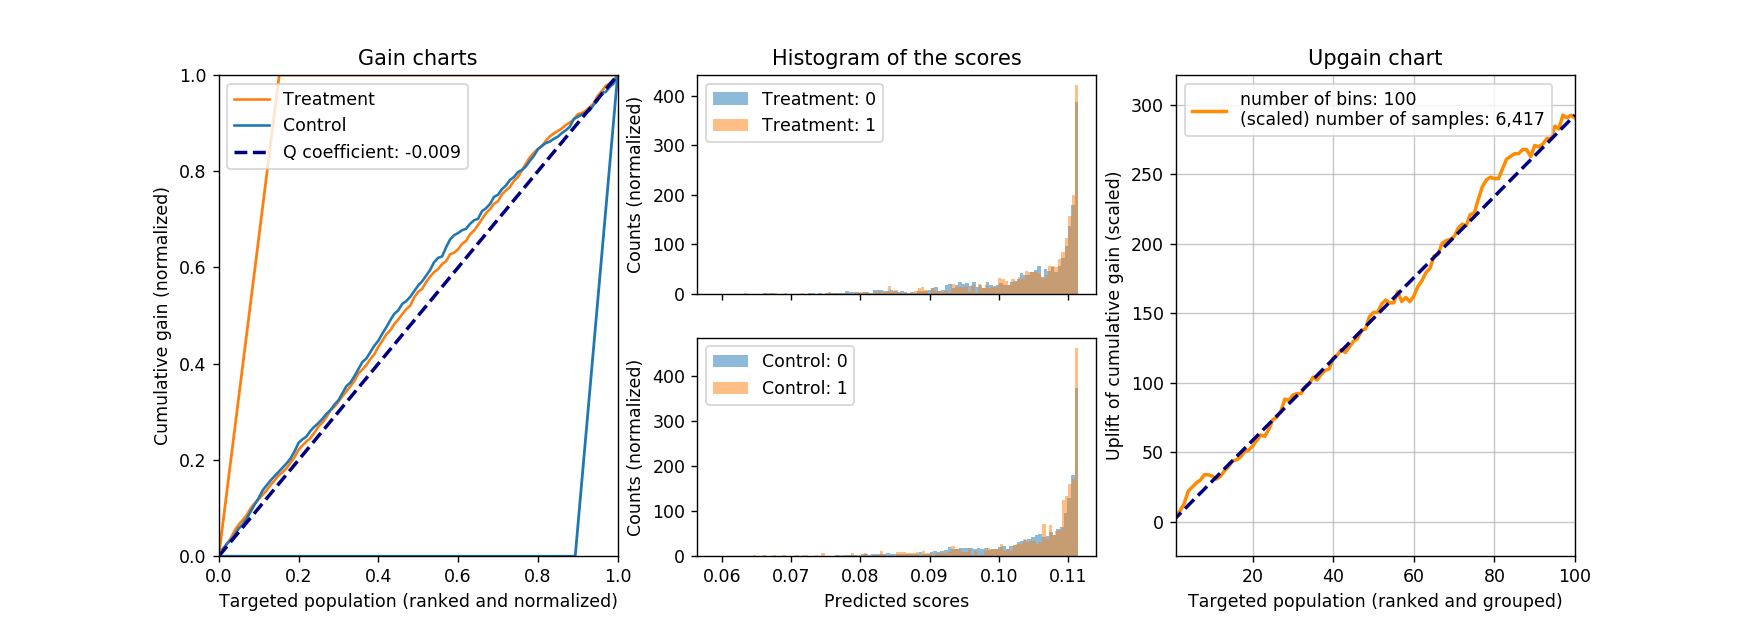 Gain charts
1.0
0.8
0.6
0.4
0.2
0.0
Cumulative gain (normalized)
Treatment
Control
Q coefficient: -0.009
0.0 0.2 0.4 0.6 0.8 1.0
Targeted population (ranked and normalized)
Histogram of the scores
400
300
200
100
0
Counts (normalized)
Treatment: 0
Treatment: 1
400
300
200
100
0
Counts (normalized)
Control: 0
Control: 1
0.06 0.07 0.08 0.09 0.10 0.11
Predicted scores
Upgain chart
300
250
200
150
100
50
0
Uplift of cumulative gain (scaled)
number of bins: 100
(scaled) number of samples: 6,417
20 40 60 80 100
Targeted population (ranked and grouped)